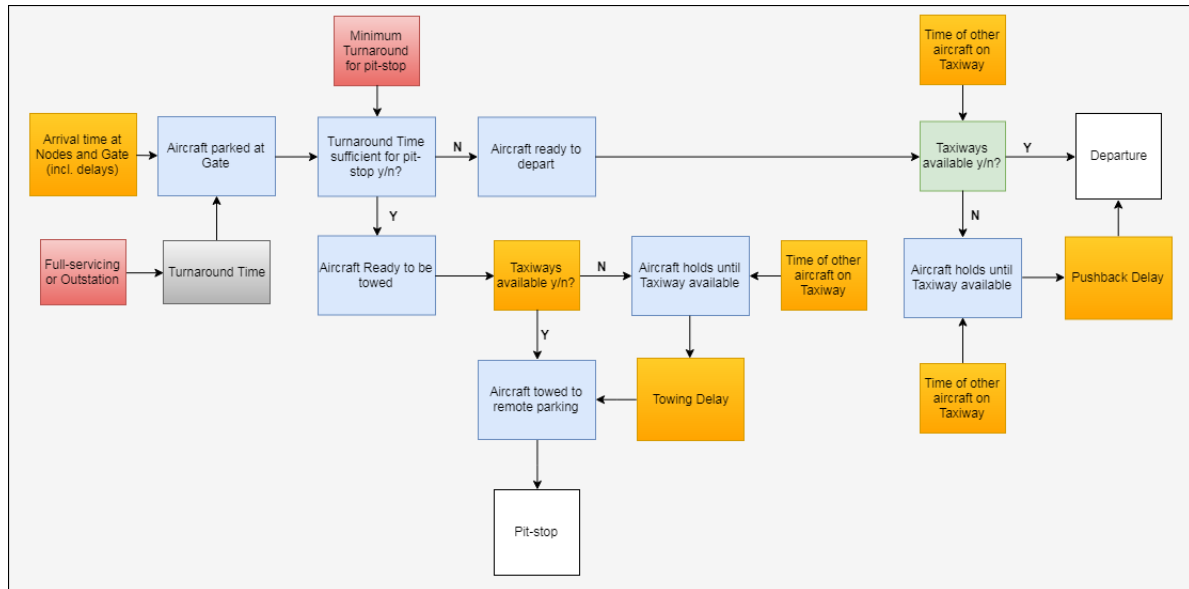 Minimum
Turnaround
for pit-stop
Time of other
aircraft on
Taxiway
Arrival time at
Nodes and Gate
(incl. delays)
Aircraft parked at
Gate
Turnaround Time
sufficient for pit-
stop y/n?
N
Aircraft ready to
depart
Taxiways
available y/n?
Y
Departure
Y
N
Full-servicing
or Outstation
Turnaround Time
Aircraft Ready to be
towed
Taxiways
available y/n?
N
Aircraft holds until
Taxiway available
Time of other
aircraft on
Taxiway
Aircraft holds until
Taxiway available
Pushback Delay
Y
Aircraft towed to
remote parking
Towing Delay
Time of other
aircraft on
Taxiway
Pit-stop